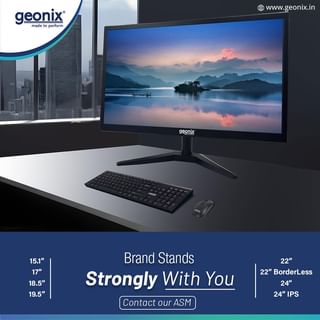 geonix®
made to perform
www.geonix.in
geonix
Brand Stands
Strongly With You
Contact our ASM
15.1”
17”
18.5”
19.5”
22”
22” BorderLess
24”
24” IPS